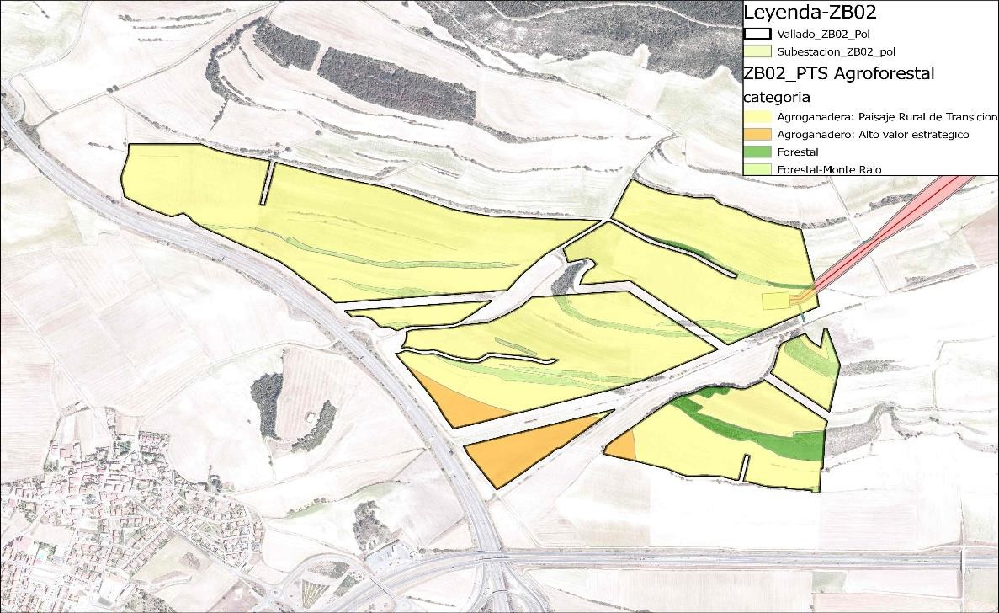 Leyenda-ZB02
Vallado_ZB02_Pol
Subestacion_ZB02_pol
ZB02_PTS Agroforestal
categoria
Agroganadera: Paisaje Rural de Transicion
Agroganadero: Alto valor estrategico
Forestal
Forestal-Monte Ralo